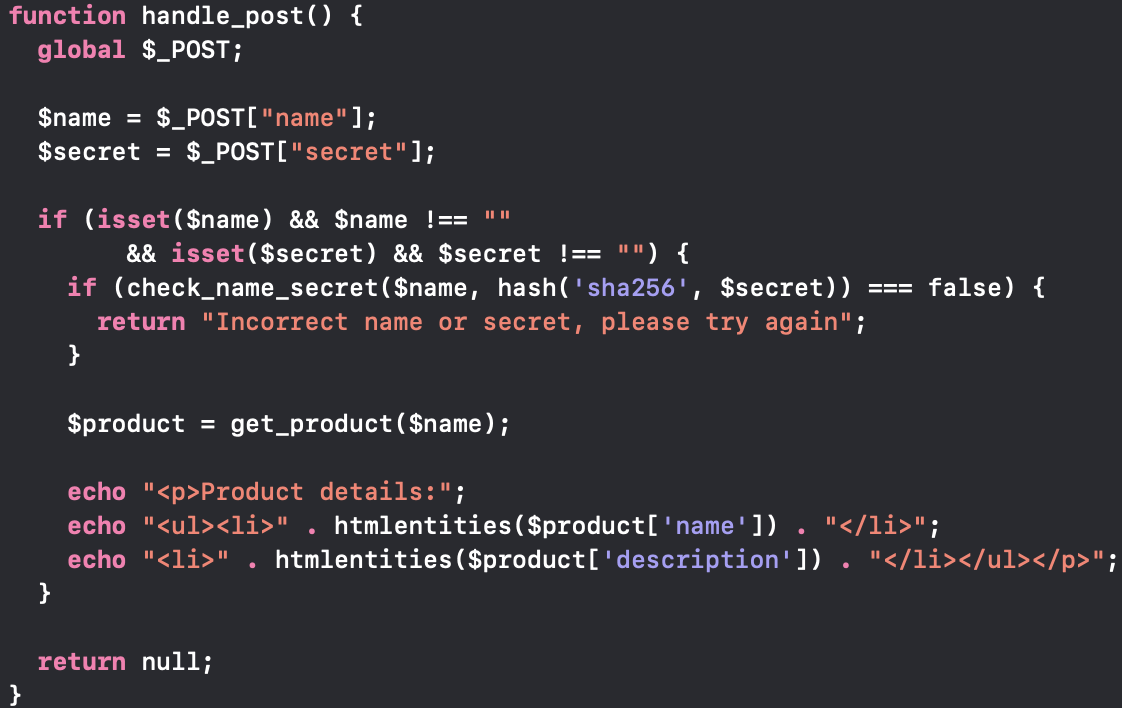 function handle_post() {
  global $_POST;

  $name = $_POST["name"];
  $secret = $_POST["secret"];

  if (isset($name) && $name !== ""
        && isset($secret) && $secret !== "") {
    if (check_name_secret($name, hash('sha256', $secret)) === false) {
      return "Incorrect name or secret, please try again";
    }

    $product = get_product($name);

    echo "<p>Product details:";
    echo "<ul><li>" . htmlentities($product['name']) . "</li>";
    echo "<li>" . htmlentities($product['description']) . "</li></ul></p>";
  }

  return null;
}